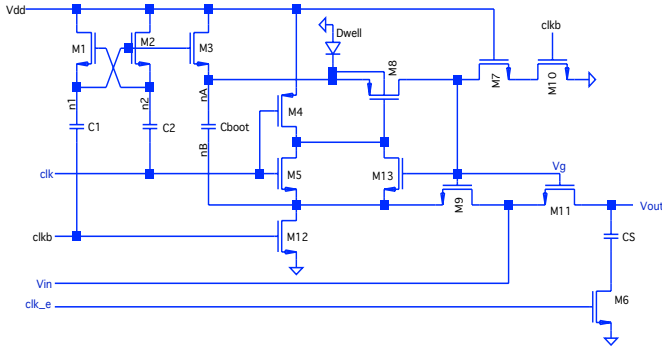 Vdd
clkb
Dwell
M1
M2
M3
M8
M7
M10
n1
n2
nA
C1
C2
Cboot
M4
nB
clk
M5
M13
Vg
M9
M11
Vout
clkb
M12
CS
Vin
clk_e
M6